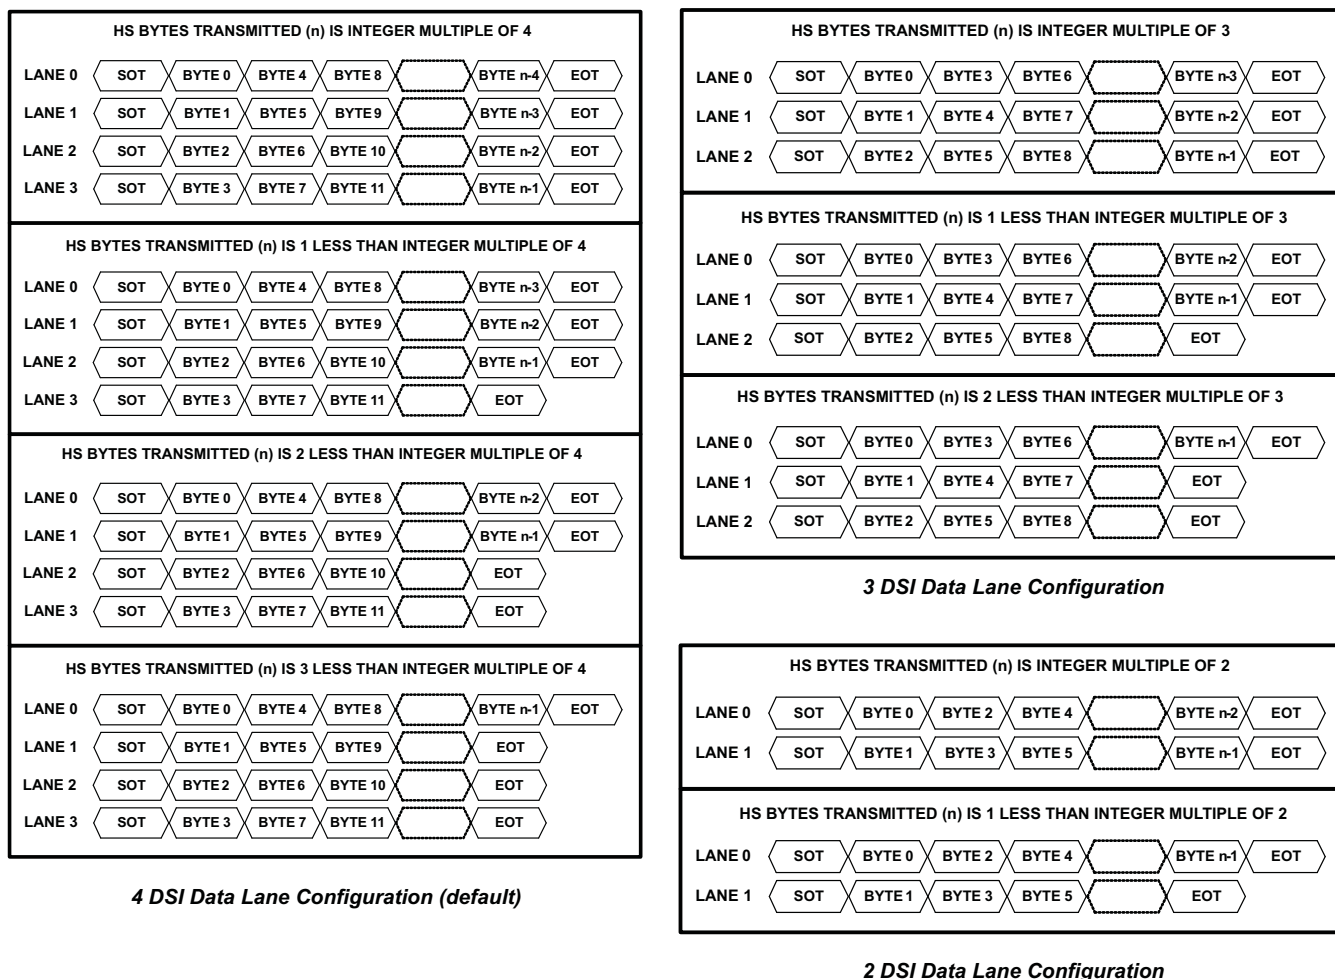 HS BYTES TRANSMITTED (n) IS INTEGER MULTIPLE OF 4
LANE 0 SOT BYTE 0 BYTE 4 BYTE 8 BYTE n-4 EOT
LANE 1 SOT BYTE 1 BYTE 5 BYTE 9 BYTE n-3 EOT
LANE 2 SOT BYTE 2 BYTE 6 BYTE 10 BYTE n-2 EOT
LANE 3 SOT BYTE 3 BYTE 7 BYTE 11 BYTE n-1 EOT
HS BYTES TRANSMITTED (n) IS 1 LESS THAN INTEGER MULTIPLE OF 4
LANE 0 SOT BYTE 0 BYTE 4 BYTE 8 BYTE n-3 EOT
LANE 1 SOT BYTE 1 BYTE 5 BYTE 9 BYTE n-2 EOT
LANE 2 SOT BYTE 2 BYTE 6 BYTE 10 BYTE n-1 EOT
LANE 3 SOT BYTE 3 BYTE 7 BYTE 11 EOT
HS BYTES TRANSMITTED (n) IS 2 LESS THAN INTEGER MULTIPLE OF 4
LANE 0 SOT BYTE 0 BYTE 4 BYTE 8 BYTE n-2 EOT
LANE 1 SOT BYTE 1 BYTE 5 BYTE 9 BYTE n-1 EOT
LANE 2 SOT BYTE 2 BYTE 6 BYTE 10 EOT
LANE 3 SOT BYTE 3 BYTE 7 BYTE 11 EOT
HS BYTES TRANSMITTED (n) IS 3 LESS THAN INTEGER MULTIPLE OF 4
LANE 0 SOT BYTE 0 BYTE 4 BYTE 8 BYTE n-1 EOT
LANE 1 SOT BYTE 1 BYTE 5 BYTE 9 EOT
LANE 2 SOT BYTE 2 BYTE 6 BYTE 10 EOT
LANE 3 SOT BYTE 3 BYTE 7 BYTE 11 EOT
4 DSI Data Lane Configuration (default)
HS BYTES TRANSMITTED (n) IS INTEGER MULTIPLE OF 3
LANE 0 SOT BYTE 0 BYTE 3 BYTE 6 BYTE n-3 EOT
LANE 1 SOT BYTE 1 BYTE 4 BYTE 7 BYTE n-2 EOT
LANE 2 SOT BYTE 2 BYTE 5 BYTE 8 BYTE n-1 EOT
HS BYTES TRANSMITTED (n) IS 1 LESS THAN INTEGER MULTIPLE OF 3
LANE 0 SOT BYTE 0 BYTE 3 BYTE 6 BYTE n-2 EOT
LANE 1 SOT BYTE 1 BYTE 4 BYTE 7 BYTE n-1 EOT
LANE 2 SOT BYTE 2 BYTE 5 BYTE 8 EOT
HS BYTES TRANSMITTED (n) IS 2 LESS THAN INTEGER MULTIPLE OF 3
LANE 0 SOT BYTE 0 BYTE 3 BYTE 6 BYTE n-1 EOT
LANE 1 SOT BYTE 1 BYTE 4 BYTE 7 EOT
LANE 2 SOT BYTE 2 BYTE 5 BYTE 8 EOT
3 DSI Data Lane Configuration
HS BYTES TRANSMITTED (n) IS INTEGER MULTIPLE OF 2
LANE 0 SOT BYTE 0 BYTE 2 BYTE 4 BYTE n-2 EOT
LANE 1 SOT BYTE 1 BYTE 3 BYTE 5 BYTE n-1 EOT
HS BYTES TRANSMITTED (n) IS 1 LESS THAN INTEGER MULTIPLE OF 2
LANE 0 SOT BYTE 0 BYTE 2 BYTE 4 BYTE n-1 EOT
LANE 1 SOT BYTE 1 BYTE 3 BYTE 5 EOT
2 DSI Data Lane Configuration